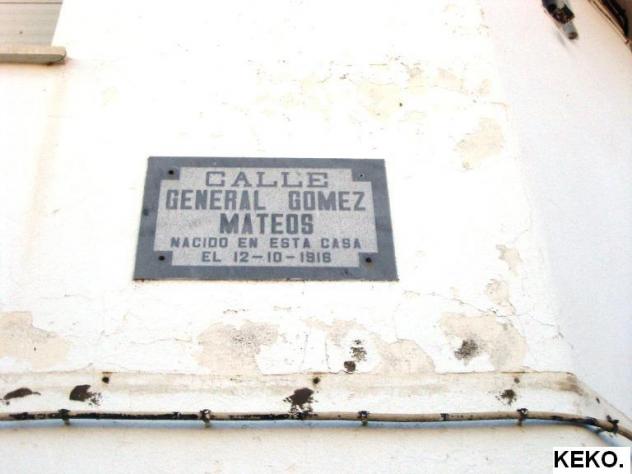 CALLE
GENERAL GOMEZ
MATEOS
NACIDO EN ESTA CASA
EL 12-10-1916
KEKO.